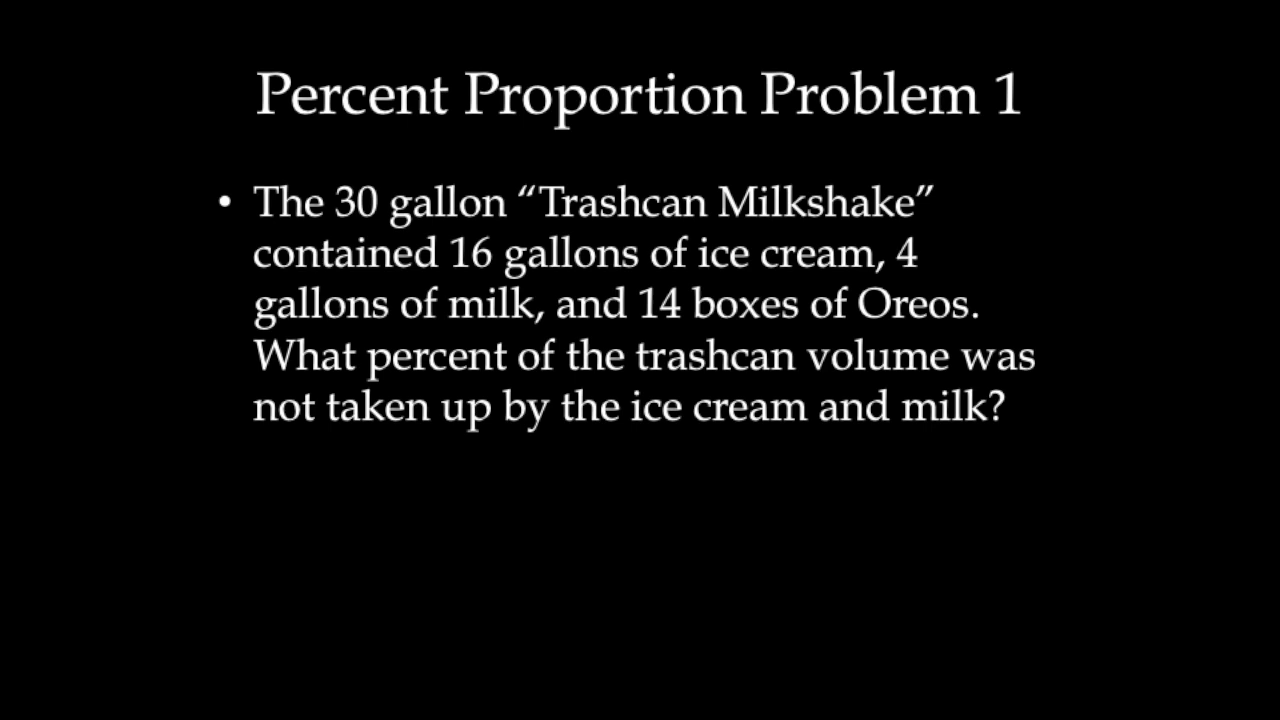 Percent Proportion Problem 1
• The 30 gallon “Trashcan Milkshake”
contained 16 gallons of ice cream, 4
gallons of milk, and 14 boxes of Oreos.
What percent of the trashcan volume was
not taken up by the ice cream and milk?